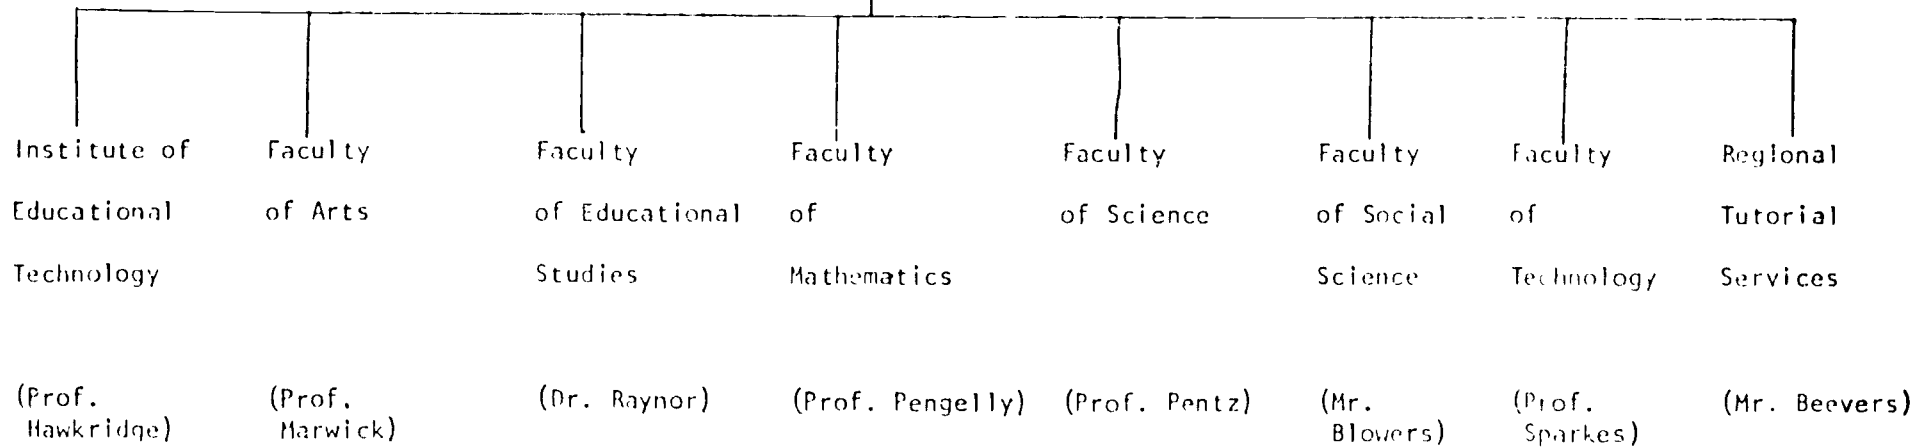 Institute of
Educational
Technology
(Prof.
Hawkridge)
Faculty
of Arts
(Prof.
Marwick)
Faculty
of Educational
Studies
(Dr. Raynor)
Faculty
of
Mathematics
(Prof. Pengelly)
Faculty
of Science
(Prof. Pentz)
Faculty
of Social
Science
(Mr.
Blowers)
Faculty
of
Technology
(Prof.
Sparkes)
Regional
Tutorial
Services
(Mr. Beevers)